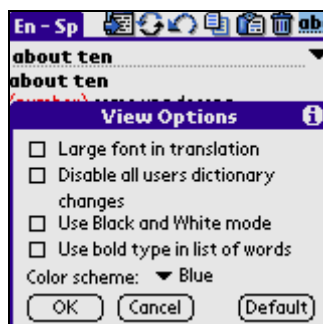 En - Sp ab
about ten
about ten
View Options
Large font in translation
Disable all users dictionary
changes
Use Black and White mode
Use bold type in list of words
Color scheme: Blue
OK Cancel Default